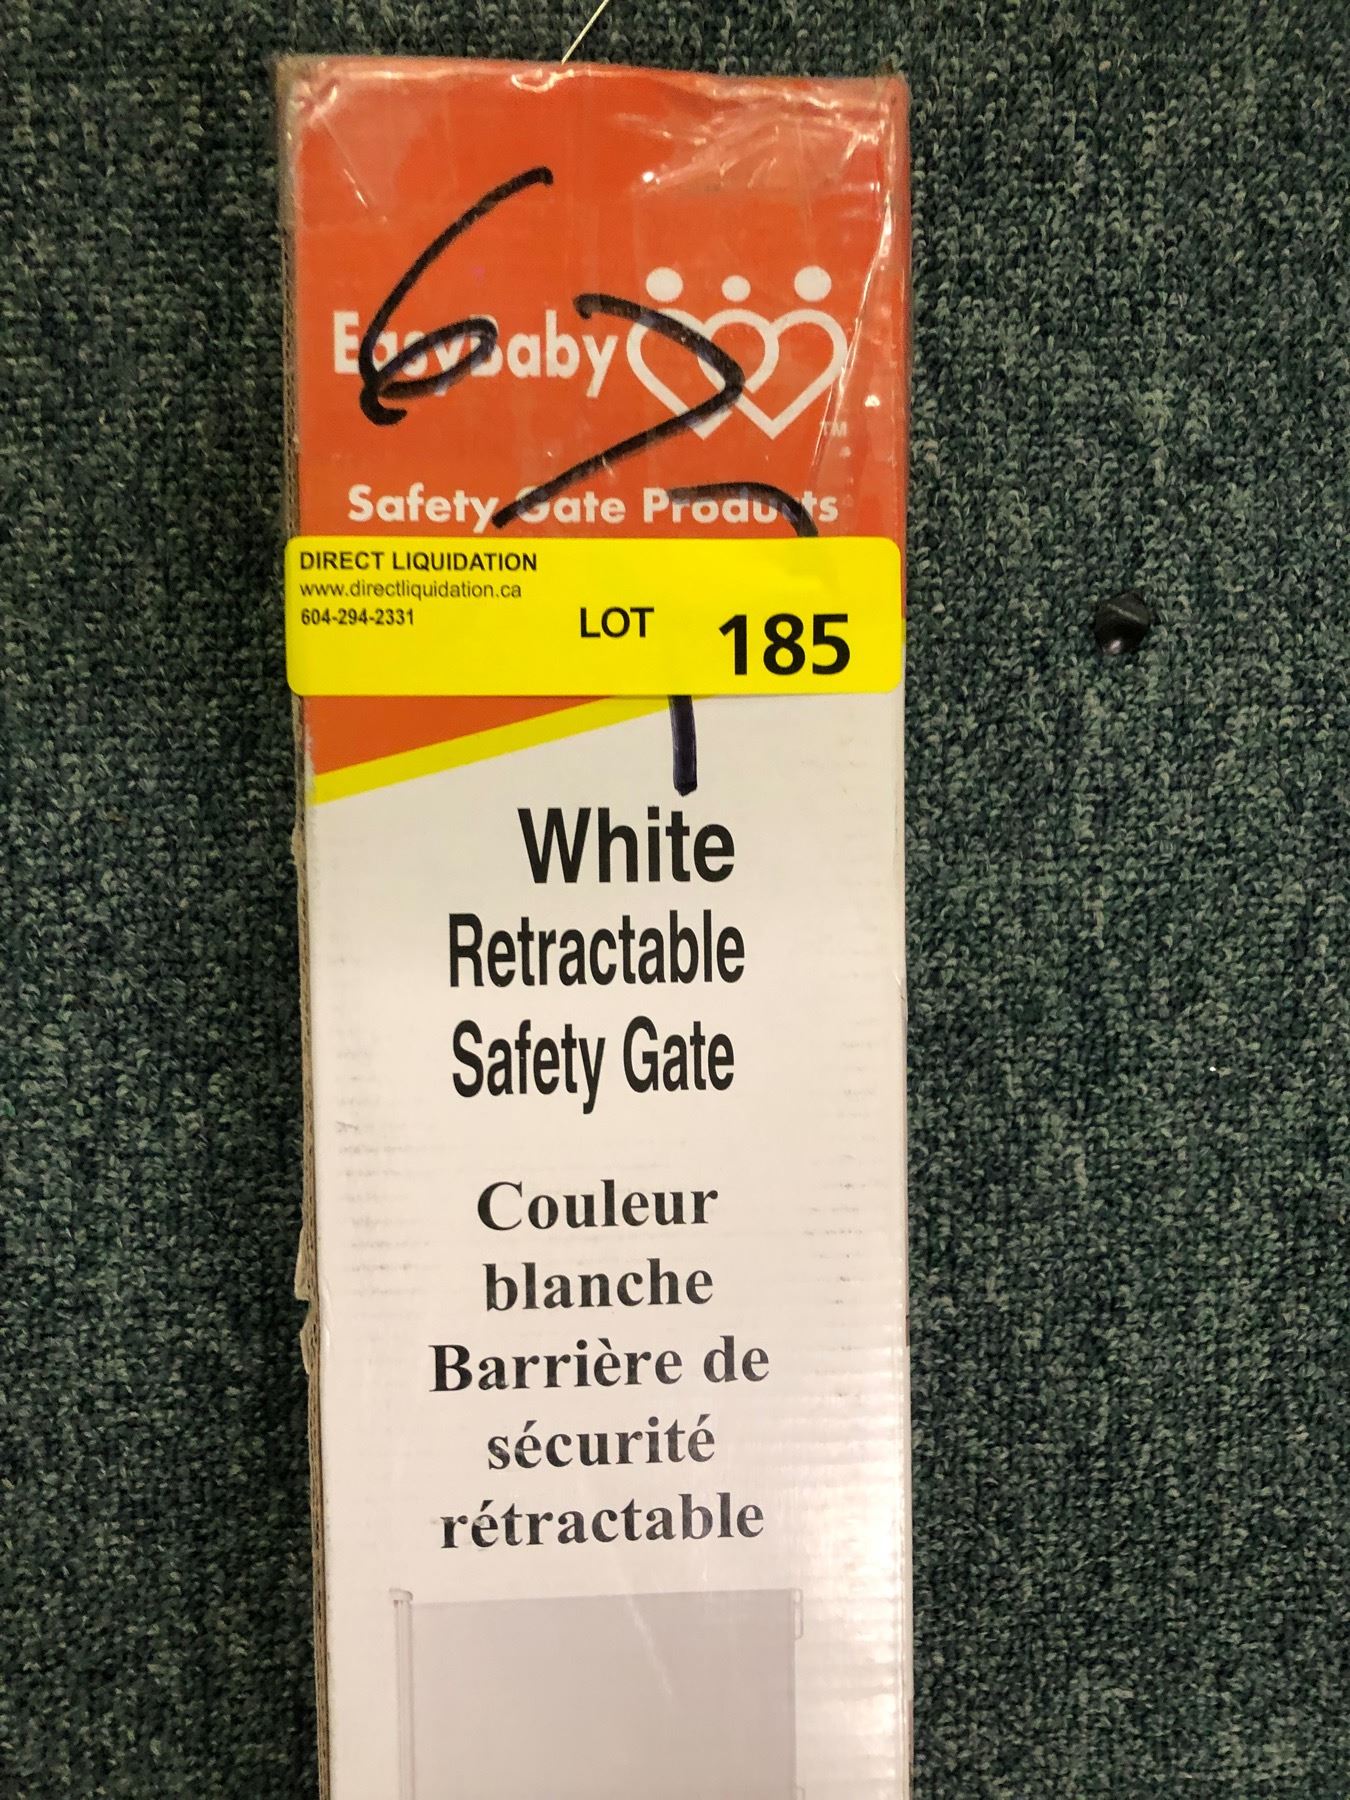 EasyBaby
TM
Safety Gate Products
DIRECT LIQUIDATION
www.directliquidation.ca
604-294-2331
LOT 185
White
Retractable
Safety Gate
Couleur
blanche
Barrière de
sécurité
rétractable